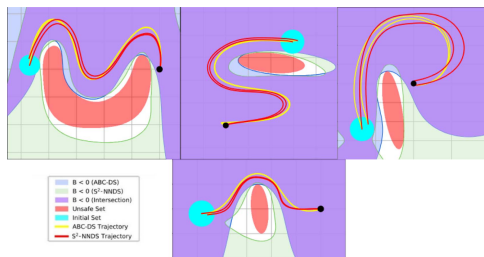 B < 0 (ABC-DS)
B < 0 (S²-NNDS)
B < 0 (Intersection)
Unsafe Set
Initial Set
ABC-DS Trajectory
S²-NNDS Trajectory